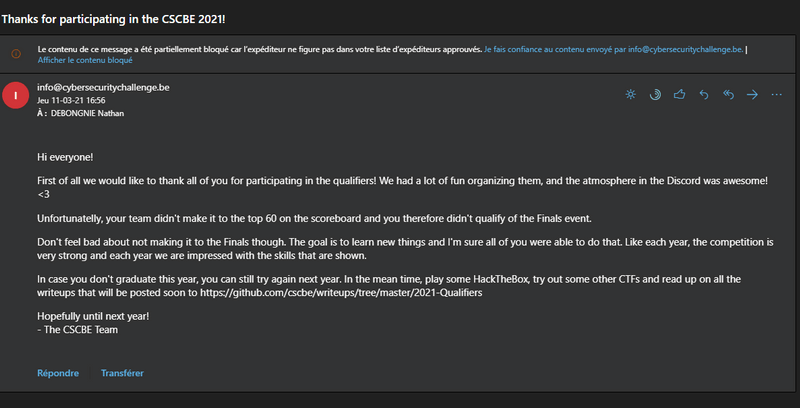 Thanks for participating in the CSCBE 2021!
Le contenu de ce message a été partiellement bloqué car l'expéditeur ne figure pas dans votre liste d'expéditeurs approuvés. Je fais confiance au contenu envoyé par info@cybersecuritychallenge.be. |
Afficher le contenu bloqué
I
info@cybersecuritychallenge.be
Jeu 11-03-21 16:56
À : DEBONGNIE Nathan
Hi everyone!
First of all we would like to thank all of you for participating in the qualifiers! We had a lot of fun organizing them, and the atmosphere in the Discord was awesome!
<3
Unfortunatelly, your team didn't make it to the top 60 on the scoreboard and you therefore didn't qualify of the Finals event.
Don't feel bad about not making it to the Finals though. The goal is to learn new things and I'm sure all of you were able to do that. Like each year, the competition is
very strong and each year we are impressed with the skills that are shown.
In case you don't graduate this year, you can still try again next year. In the mean time, play some HackTheBox, try out some other CTFs and read up on all the
writeups that will be posted soon to https://github.com/cscbe/writeups/tree/master/2021-Qualifiers
Hopefully until next year!
- The CSCBE Team
Répondre
Transférer